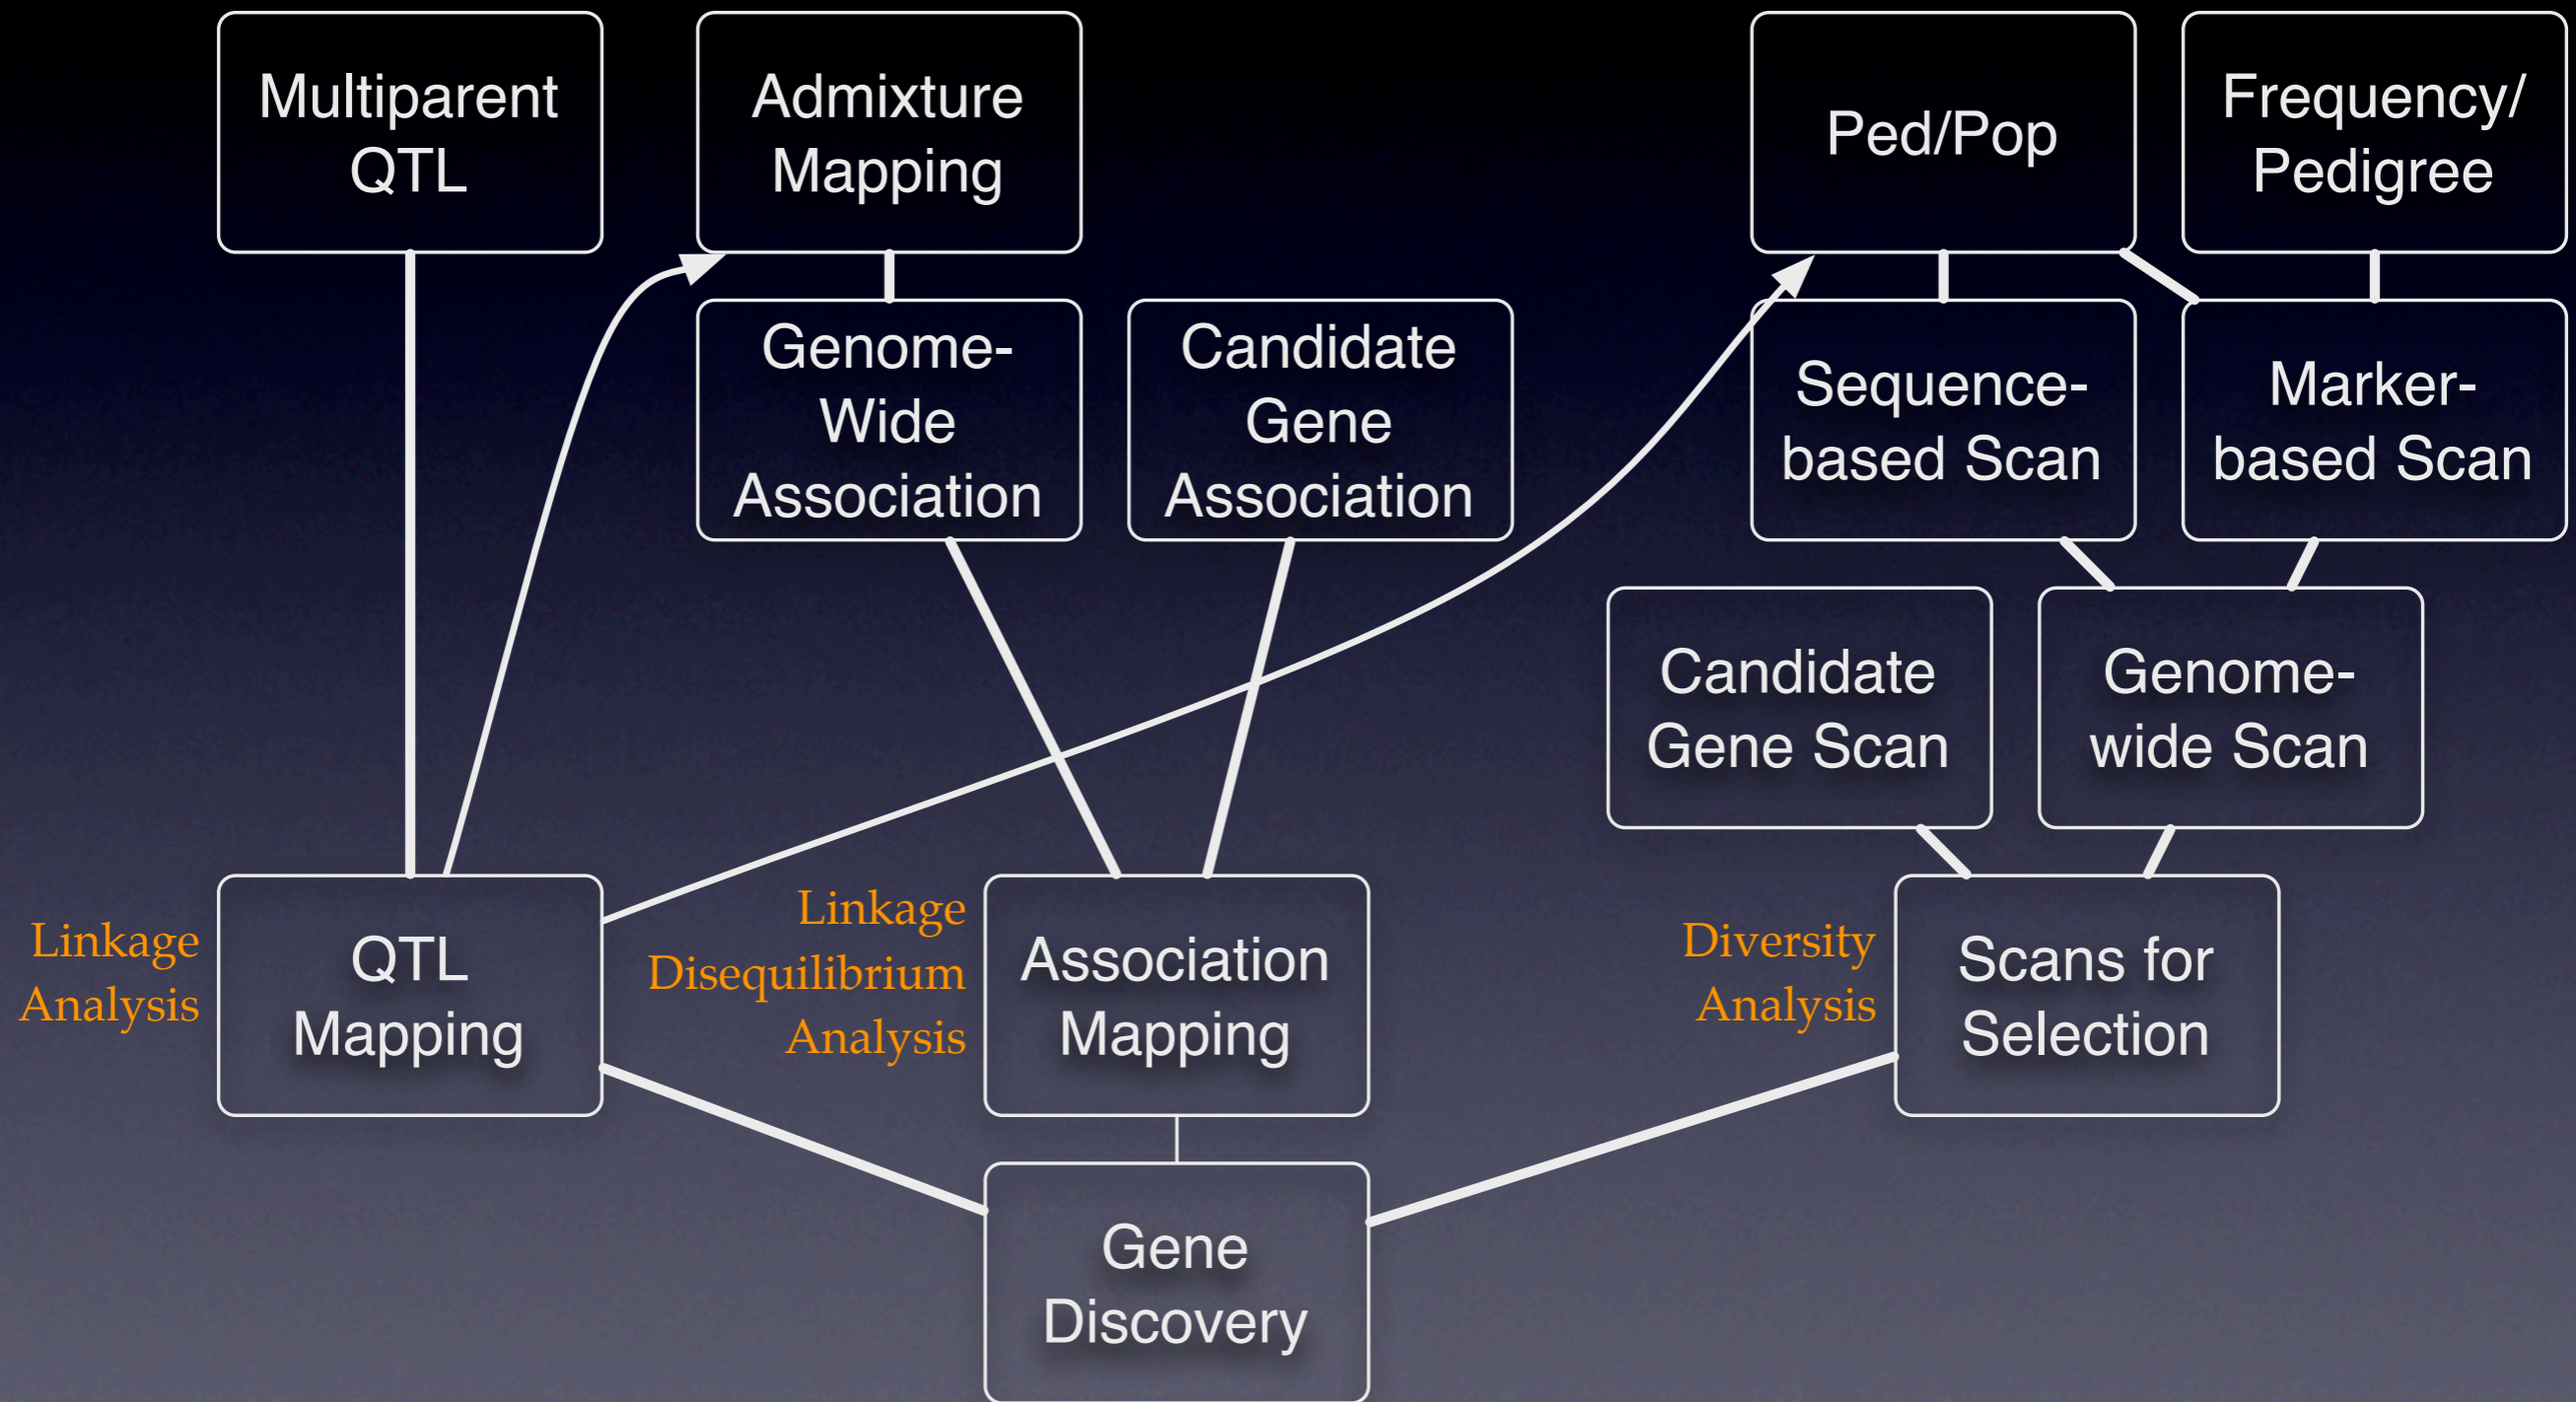 Multiparent
QTL
Admixture
Mapping
Ped/Pop
Frequency/
Pedigree
Genome-
Wide
Association
Candidate
Gene
Association
Sequence-
based Scan
Marker-
based Scan
Candidate
Gene Scan
Genome-
wide Scan
Linkage
Analysis
QTL
Mapping
Linkage
Disequilibrium
Analysis
Association
Mapping
Diversity
Analysis
Scans for
Selection
Gene
Discovery